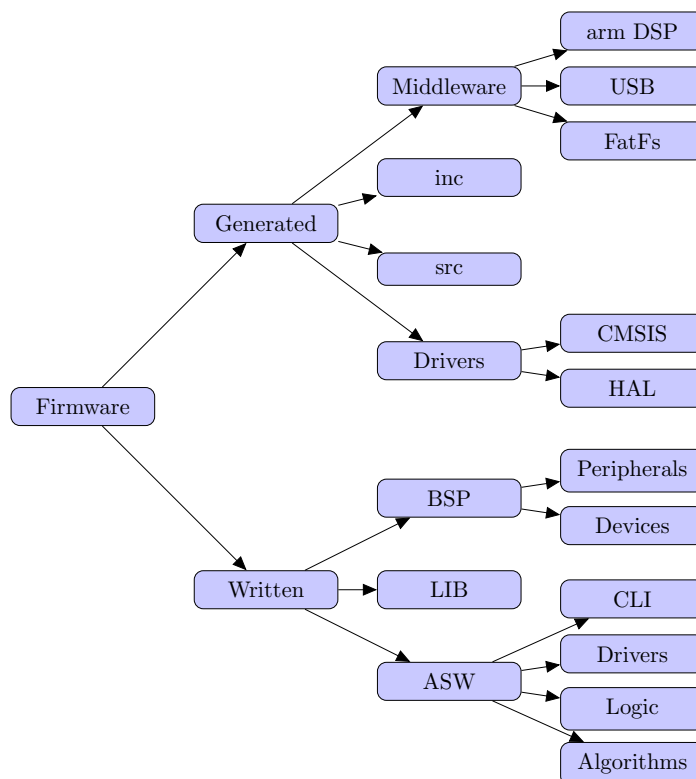 arm DSP
Middleware
USB
FatFs
inc
Generated
src
CMSIS
Drivers
HAL
Firmware
Peripherals
BSP
Devices
Written
LIB
CLI
Drivers
ASW
Logic
Algorithms